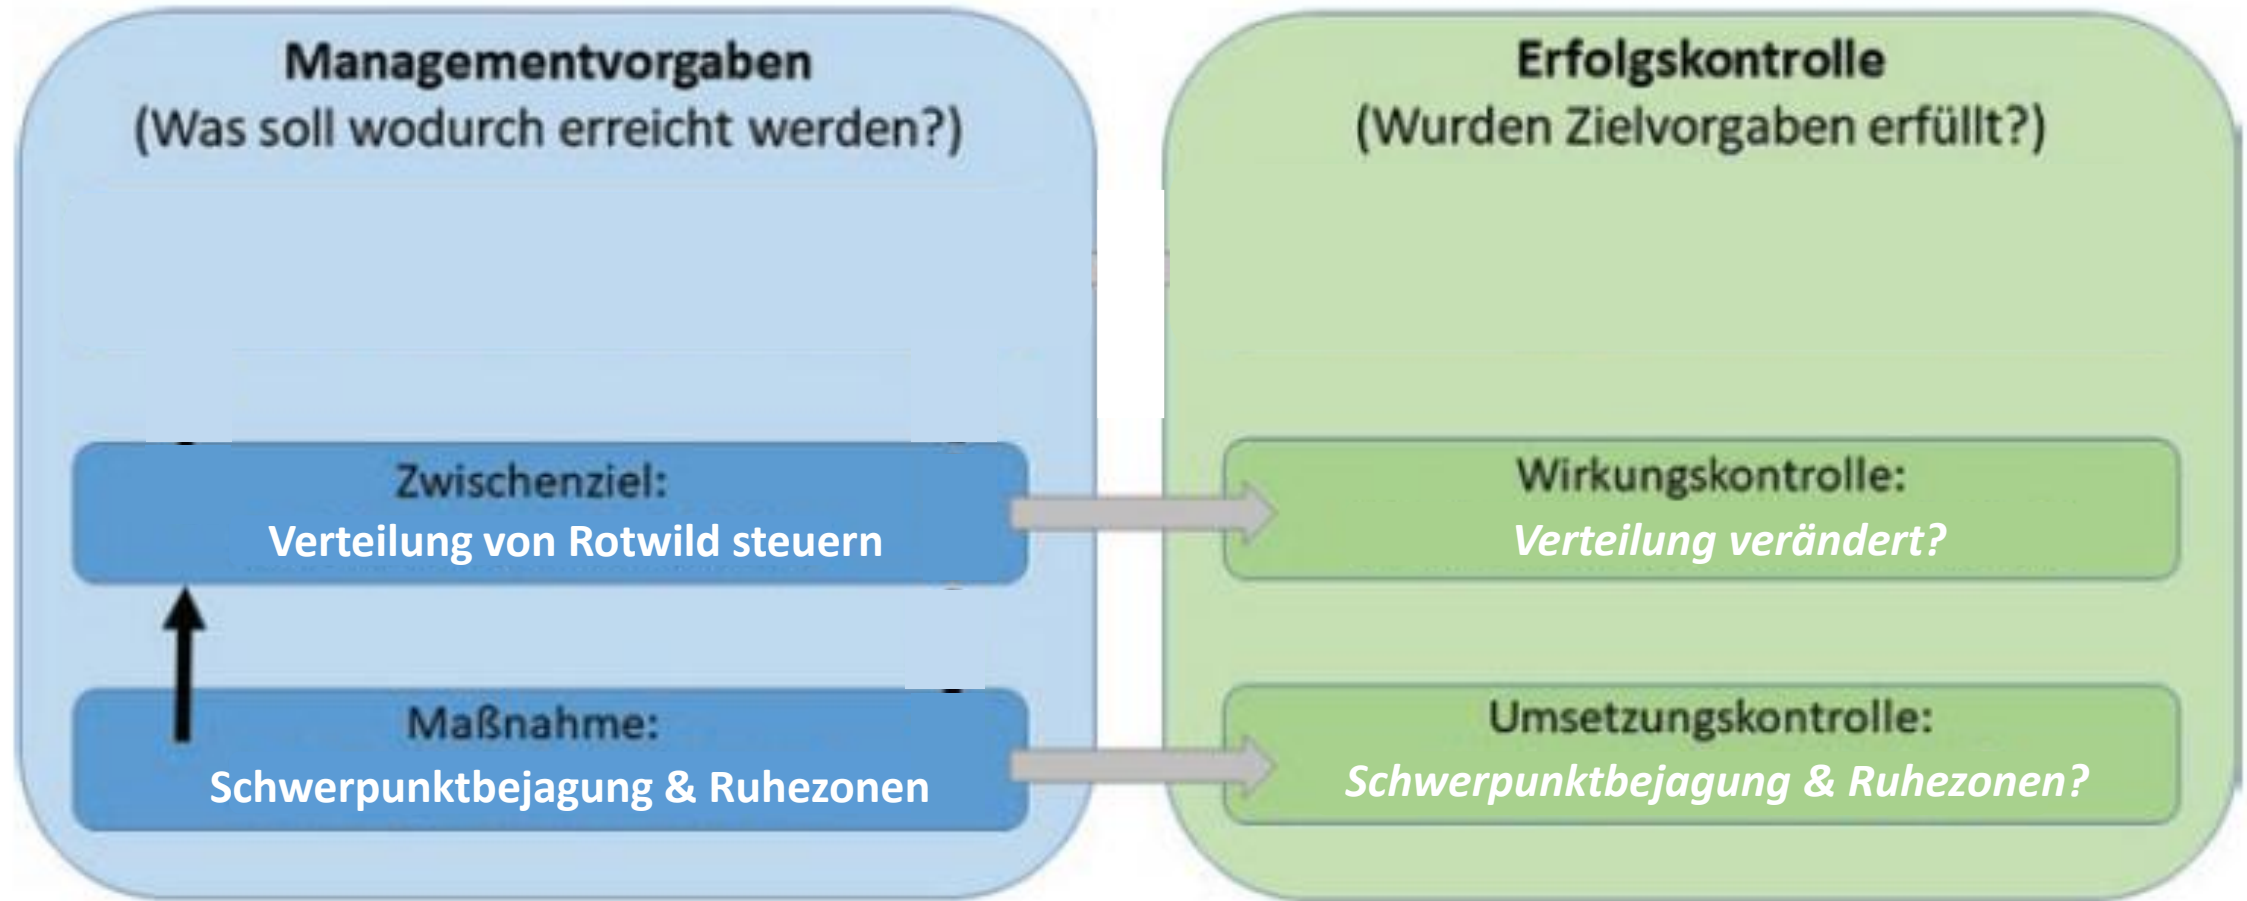 Managementvorgaben
(Was soll wodurch erreicht werden?)
Zwischenziel:
Verteilung von Rotwild steuern
Maßnahme:
Schwerpunktbejagung & Ruhezonen
Erfolgskontrolle
(Wurden Zielvorgaben erfüllt?)
Wirkungskontrolle:
Verteilung verändert?
Umsetzungskontrolle:
Schwerpunktbejagung & Ruhezonen?